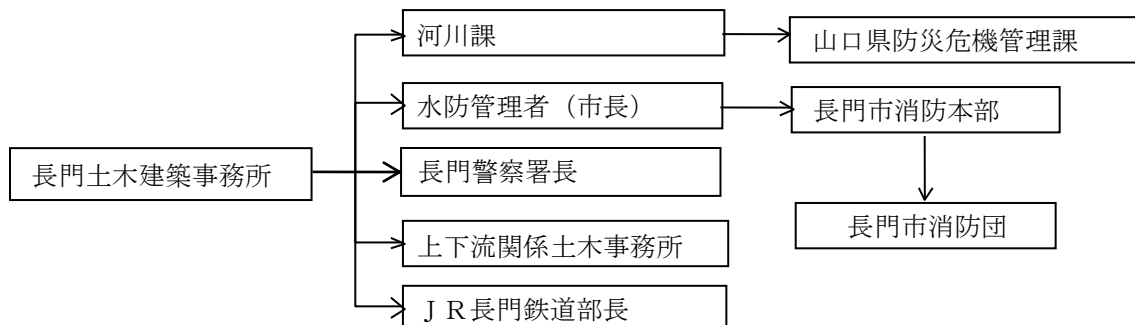 河川課
山口県防災危機管理課
水防管理者（市長）
長門市消防本部
長門土木建築事務所
長門警察署長
長門市消防団
上下流関係土木事務所
ＪＲ長門鉄道部長